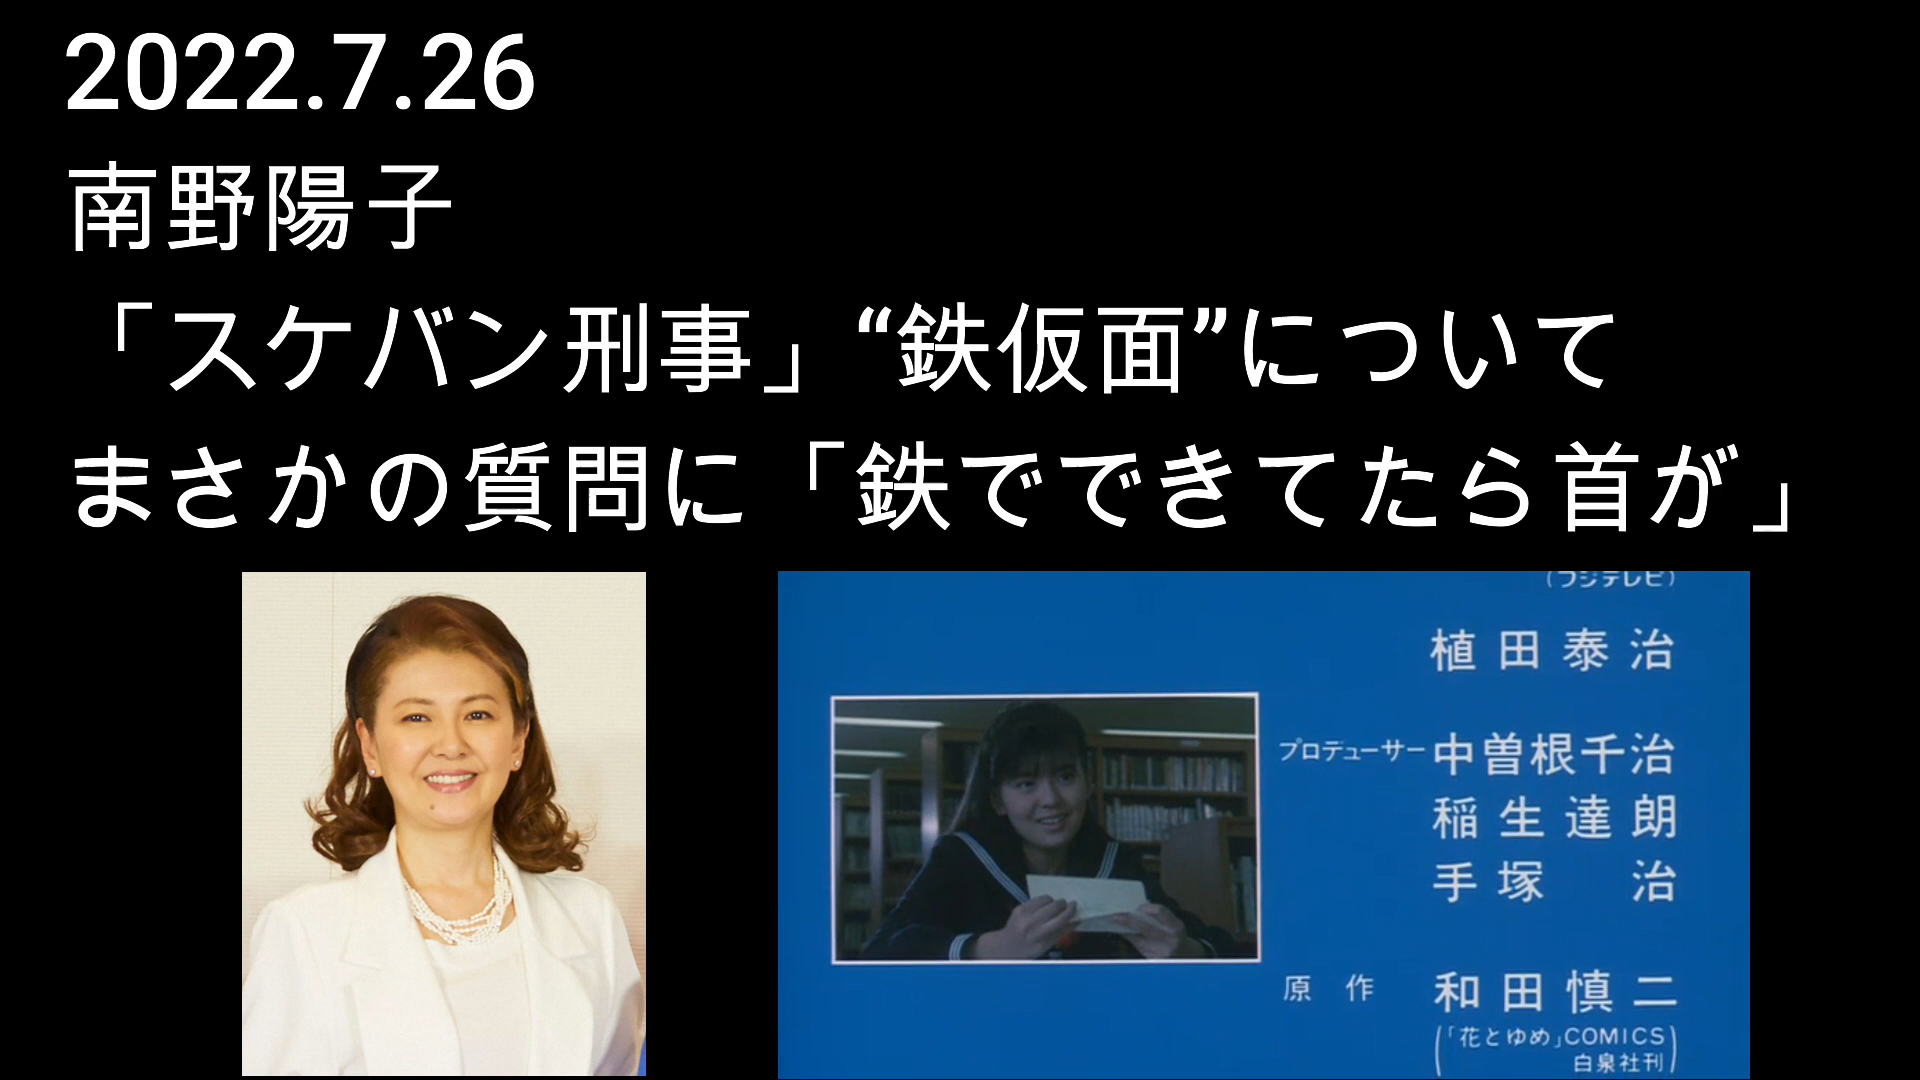 2022.7.26
南野陽子
「スケバン刑事」“鉄仮面”について
まさかの質問に「鉄でできてたら首が」
(フジテレビ)
植田泰治
プロデューサー 中曽根千治
稲生達朗
手塚 治
原作 和田慎二
(「花とゆめ」COMICS
白泉社刊)